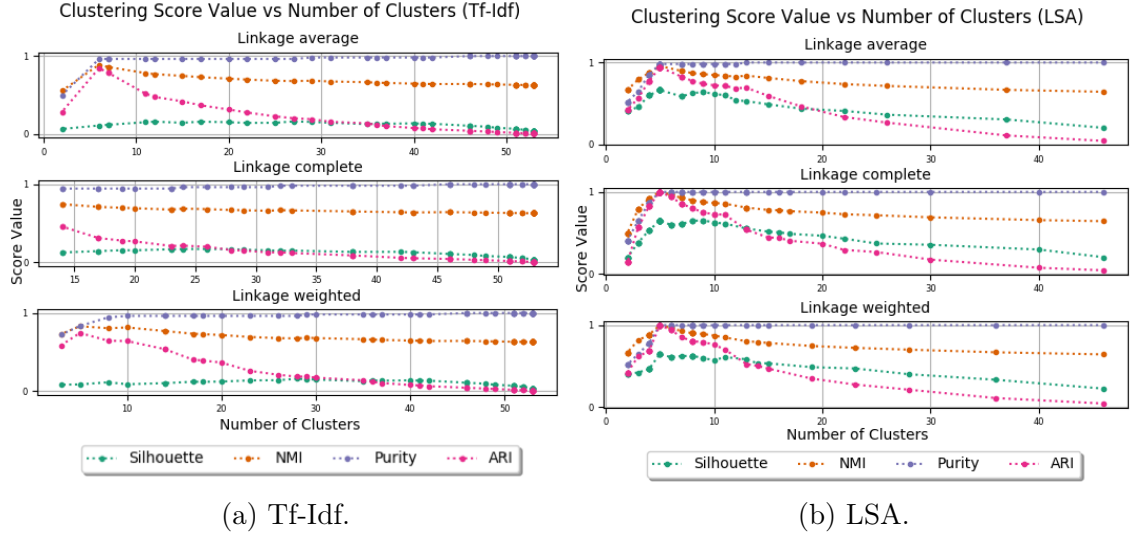 Clustering Score Value vs Number of Clusters (Tf-Idf)
Linkage average
1
0
0 10 20 30 40 50
Linkage complete
1
0
15 20 25 30 35 40 45 50
Linkage weighted
1
0
10 20 30 40 50
Score Value
Number of Clusters
Silhouette NMI Purity ARI
(a) Tf-Idf.
Clustering Score Value vs Number of Clusters (LSA)
Linkage average
1
0
0 10 20 30 40
Linkage complete
1
0
0 10 20 30 40
Linkage weighted
1
0
0 10 20 30 40
Score Value
Number of Clusters
Silhouette NMI Purity ARI
(b) LSA.